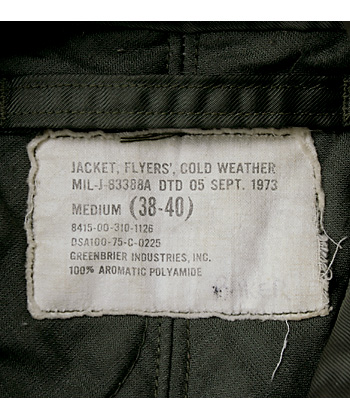 JACKET, FLYERS', COLD WEATHER
MIL-J-83388A DTD 05 SEPT. 1973
MEDIUM (38-40)
8415-00-310-1126
DSA100-75-C-0225
GREENBRIER INDUSTRIES, INC.
100% AROMATIC POLYAMIDE